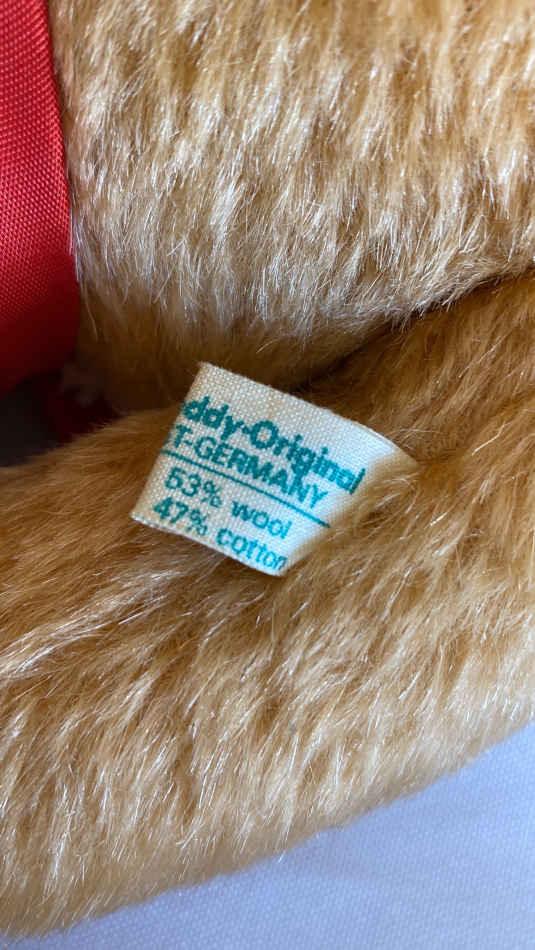 ddy-Original
T-GERMANY
53% wool
47% cotton